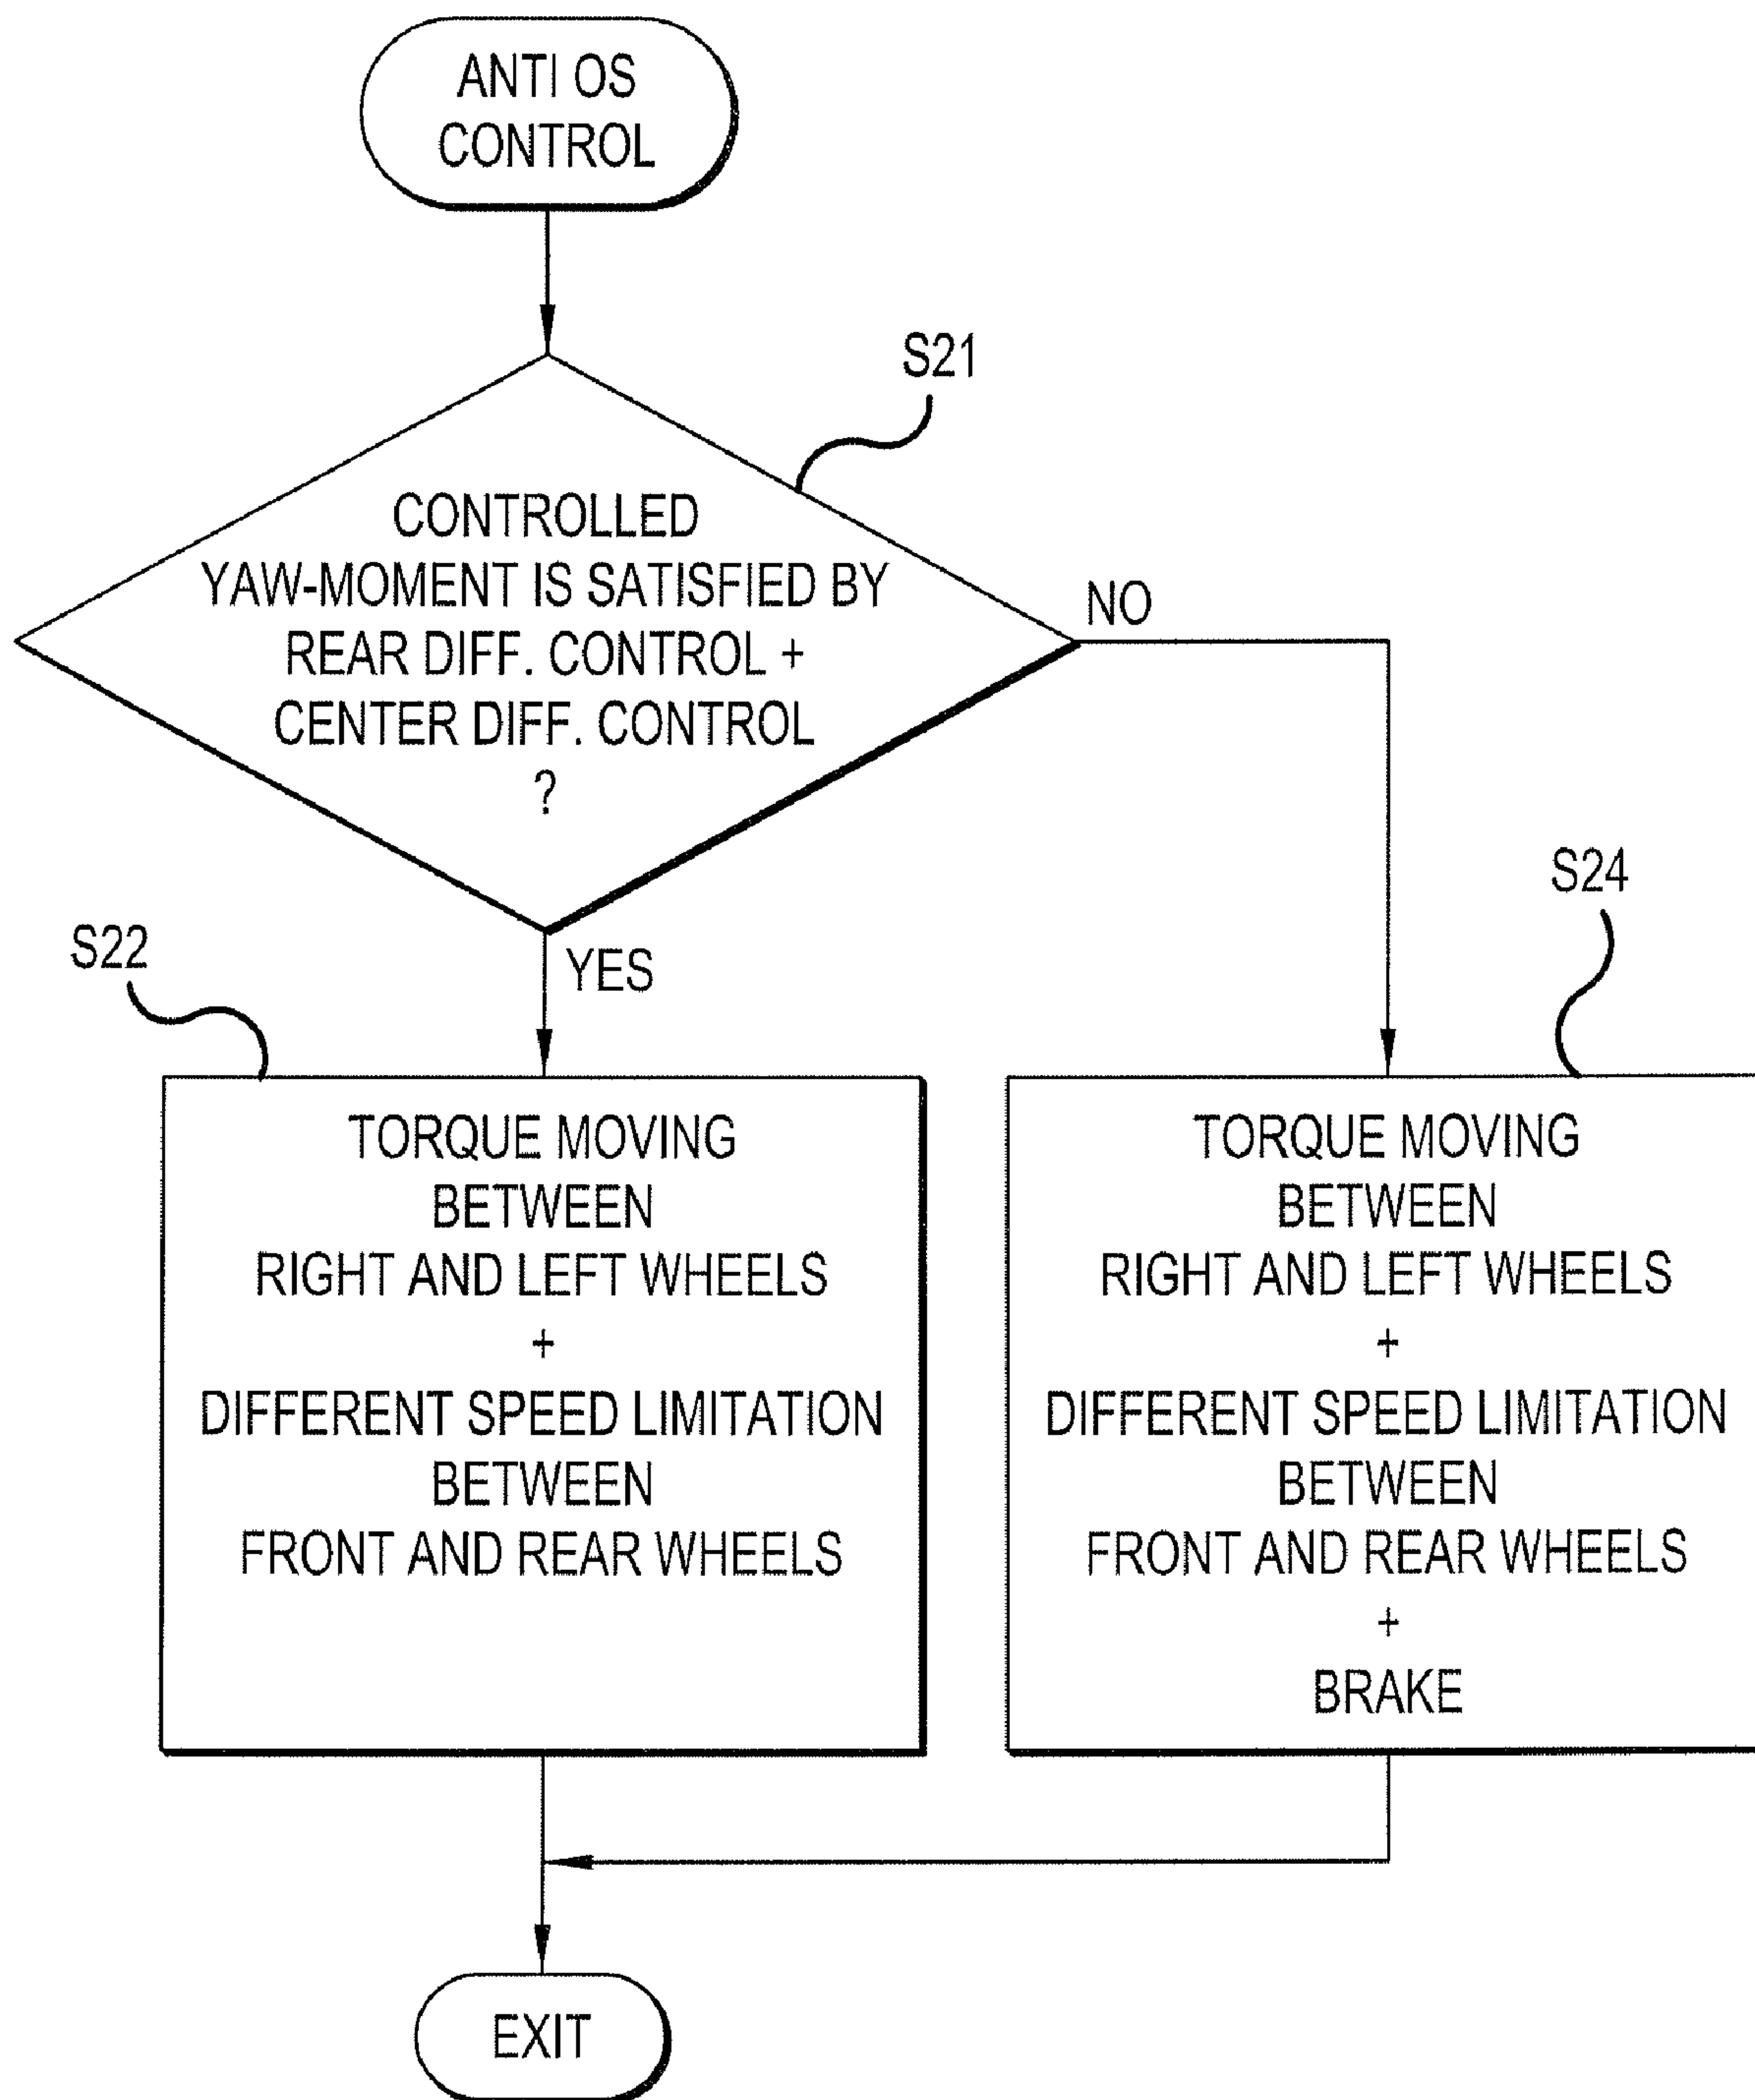 ANTI OS
CONTROL
S21
CONTROLLED
YAW-MOMENT IS SATISFIED BY
REAR DIFF. CONTROL +
CENTER DIFF. CONTROL
?
NO
YES
S22
TORQUE MOVING
BETWEEN
RIGHT AND LEFT WHEELS
+
DIFFERENT SPEED LIMITATION
BETWEEN
FRONT AND REAR WHEELS
S24
TORQUE MOVING
BETWEEN
RIGHT AND LEFT WHEELS
+
DIFFERENT SPEED LIMITATION
BETWEEN
FRONT AND REAR WHEELS
+
BRAKE
EXIT